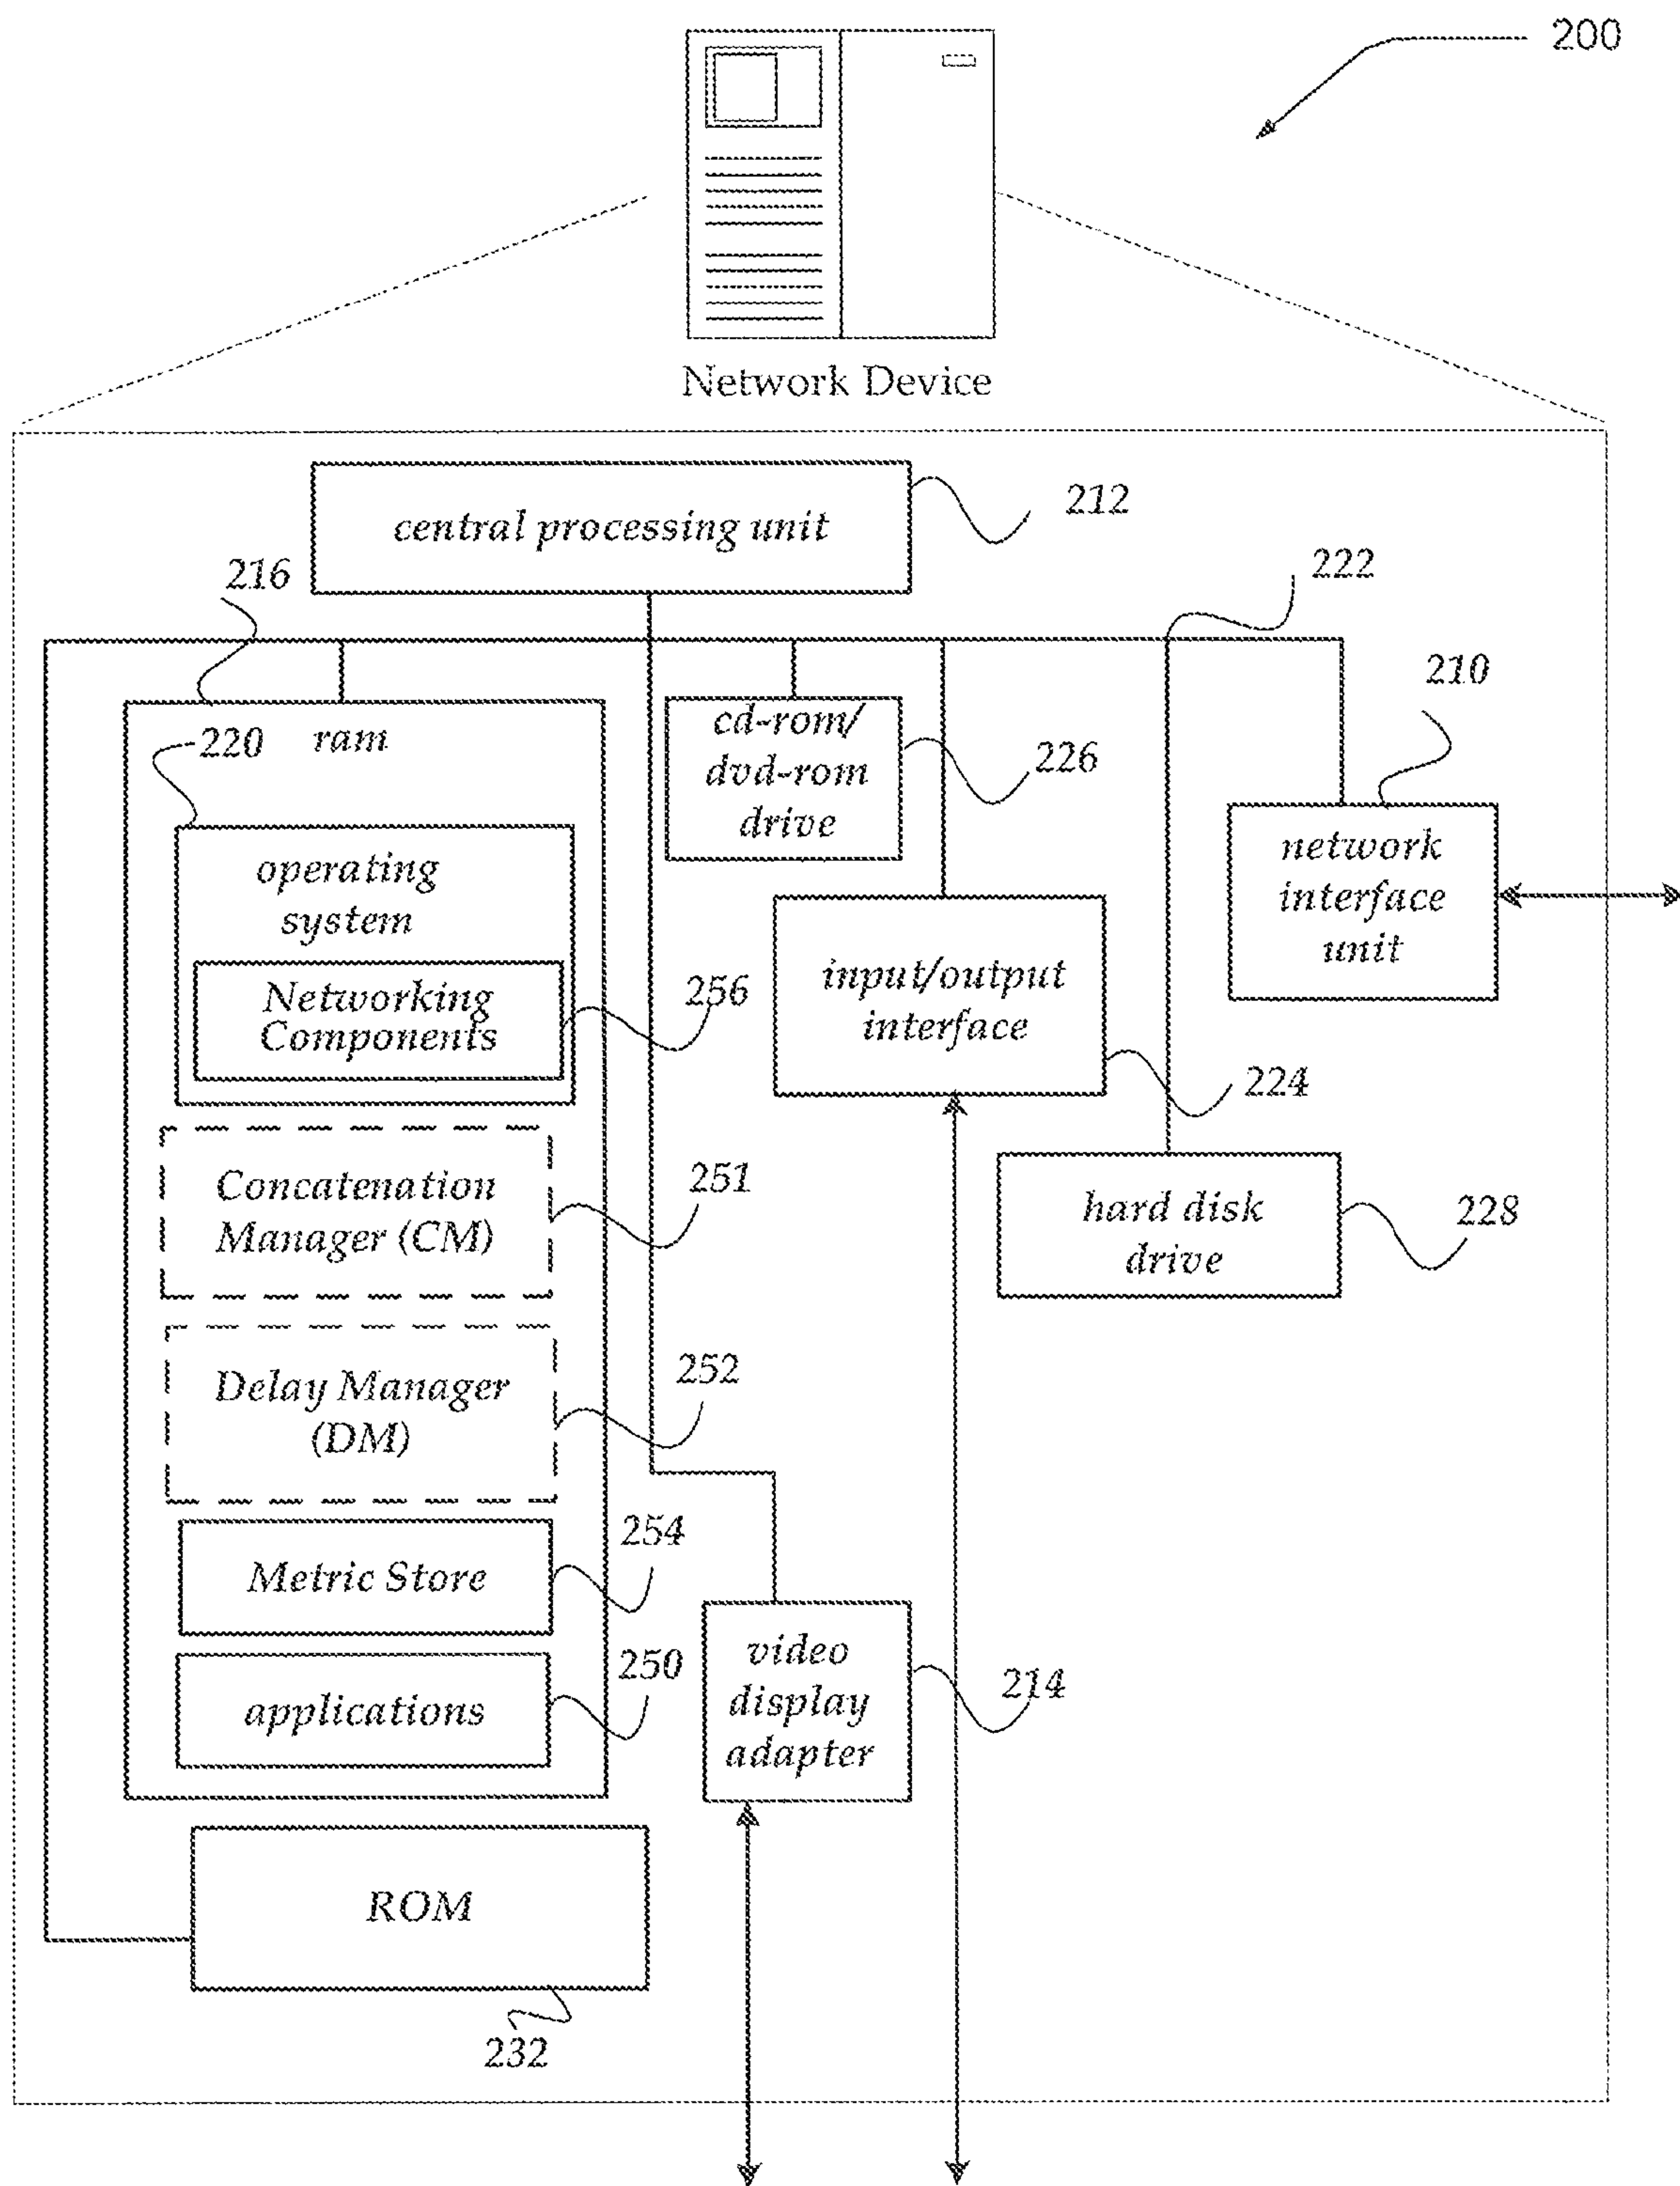 200
Network Device
central processing unit
212
216
222
210
220
ram
cd-rom/
dvd-rom
drive
226
network
interface
unit
operating
system
Networking
Components
256
input/output
interface
224
Concatenation
Manager (CM)
251
hard disk
drive
228
Delay Manager
(DM)
252
Metric Store
254
applications
250
video
display
adapter
214
ROM
232